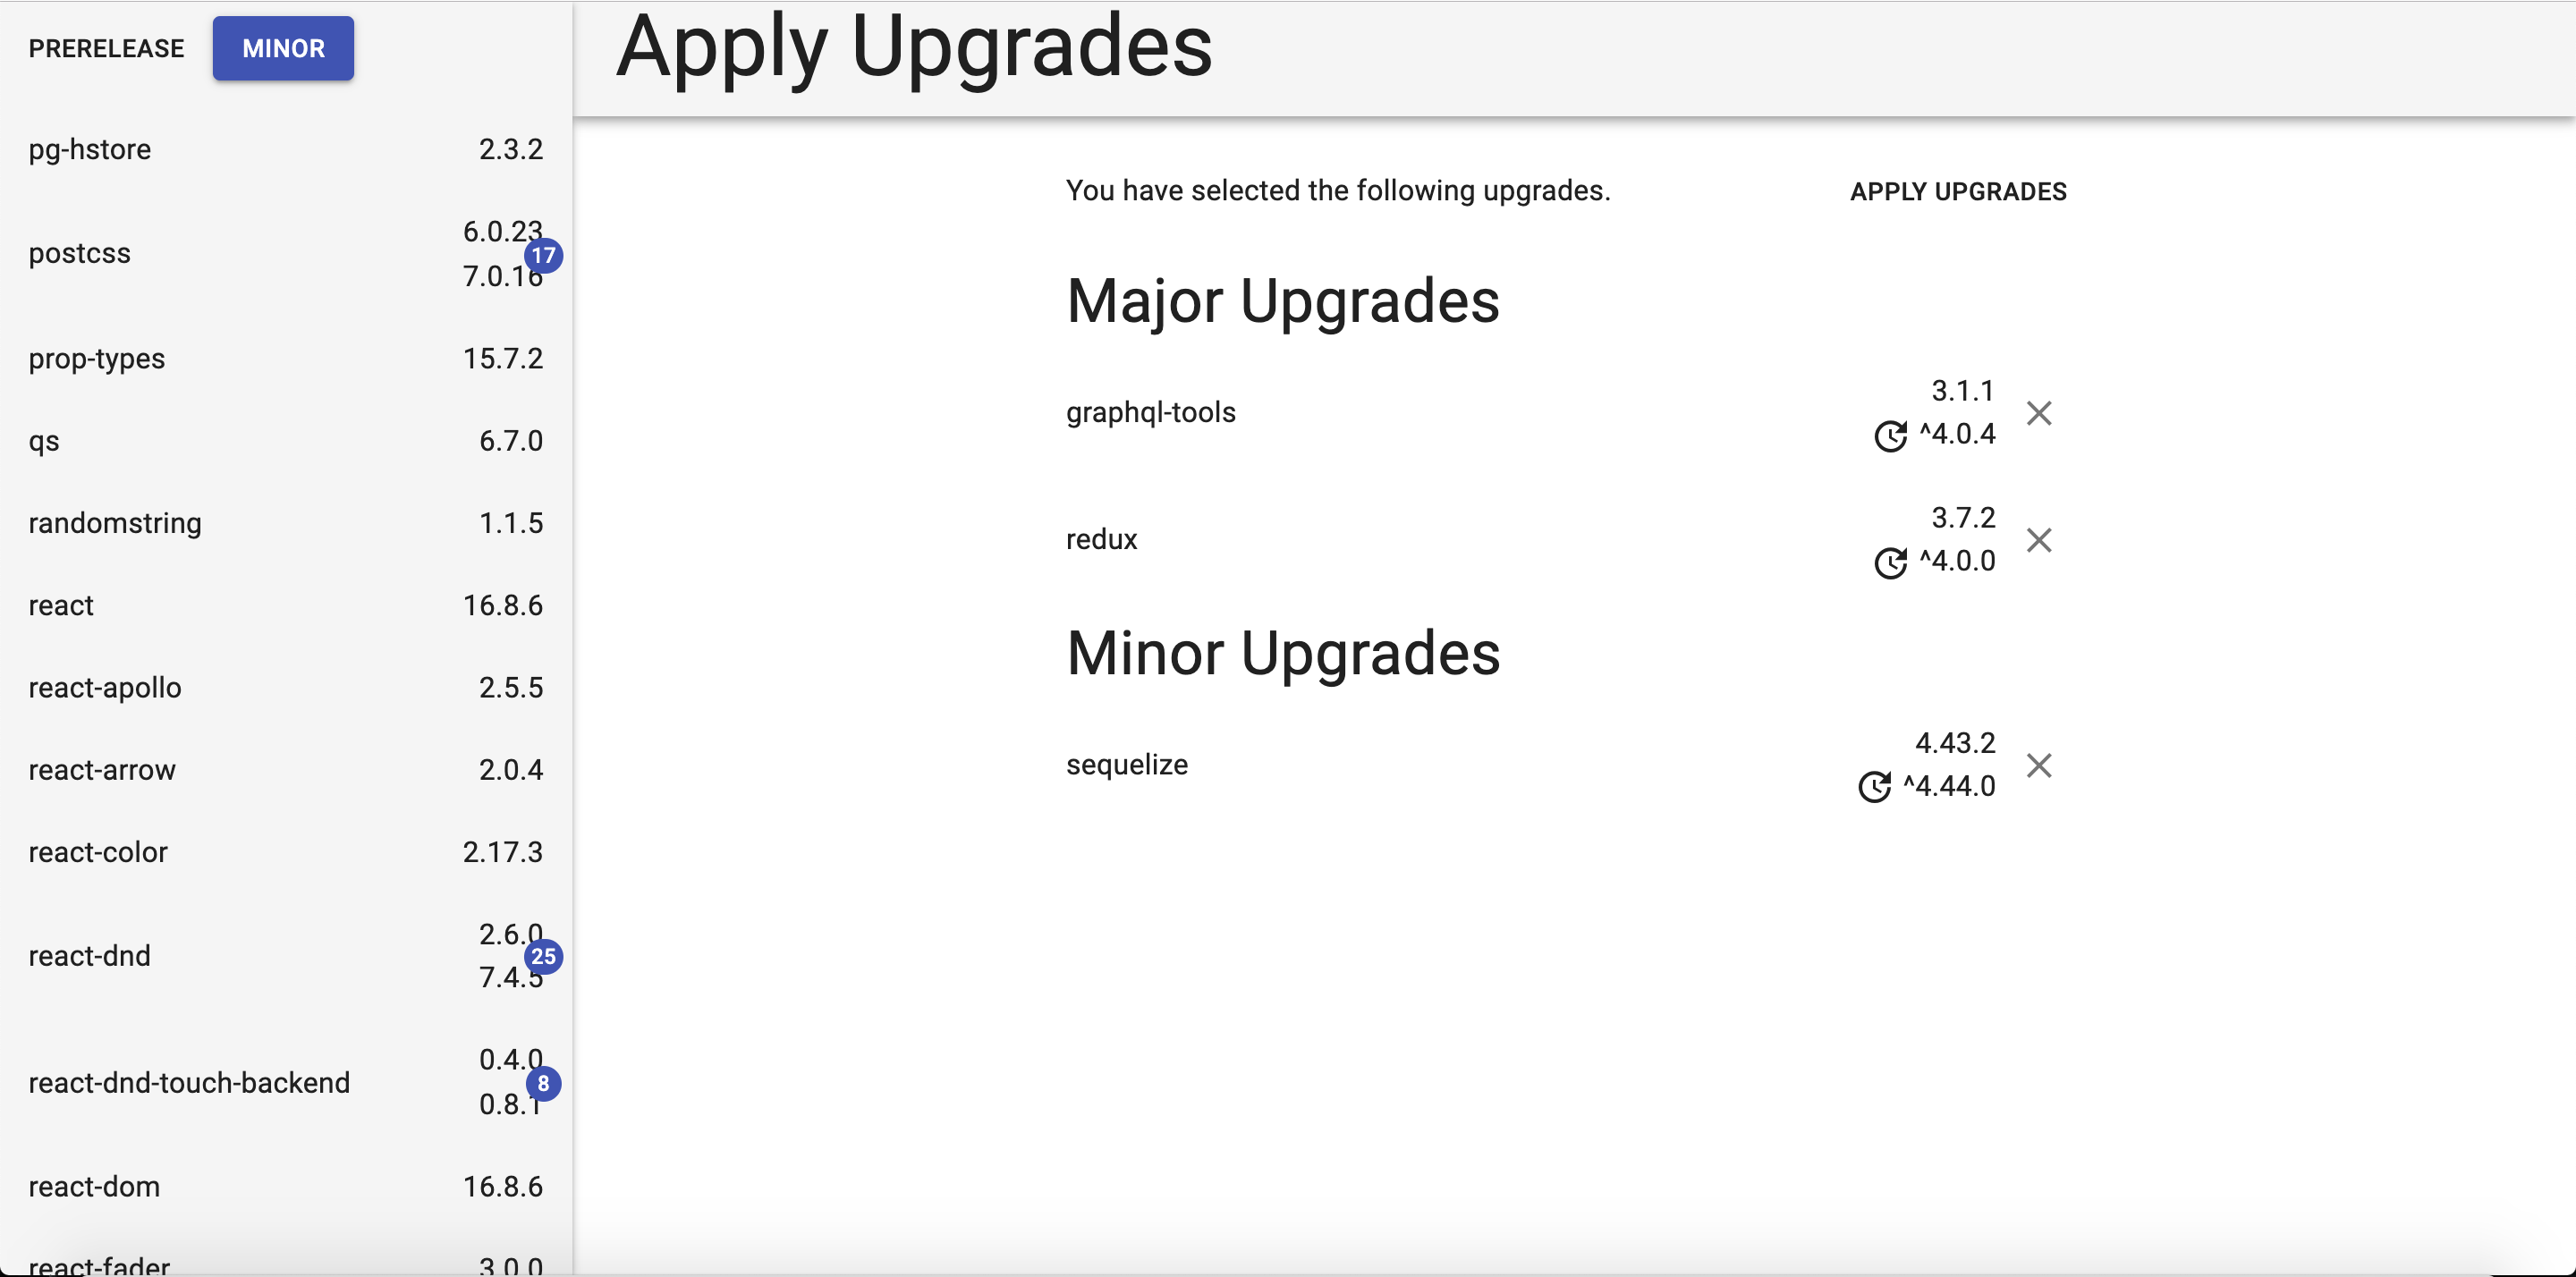 PRERELEASE MINOR
pg-hstore 2.3.2
postcss 6.0.23
7.0.16
17
prop-types 15.7.2
qs 6.7.0
randomstring 1.1.5
react 16.8.6
react-apollo 2.5.5
react-arrow 2.0.4
react-color 2.17.3
react-dnd 2.6.0
7.4.5
25
react-dnd-touch-backend 0.4.0
0.8.1
8
react-dom 16.8.6
react-fader 3.0.0
Apply Upgrades
You have selected the following upgrades. APPLY UPGRADES
Major Upgrades
graphql-tools 3.1.1
^4.0.4
redux 3.7.2
^4.0.0
Minor Upgrades
sequelize 4.43.2
^4.44.0